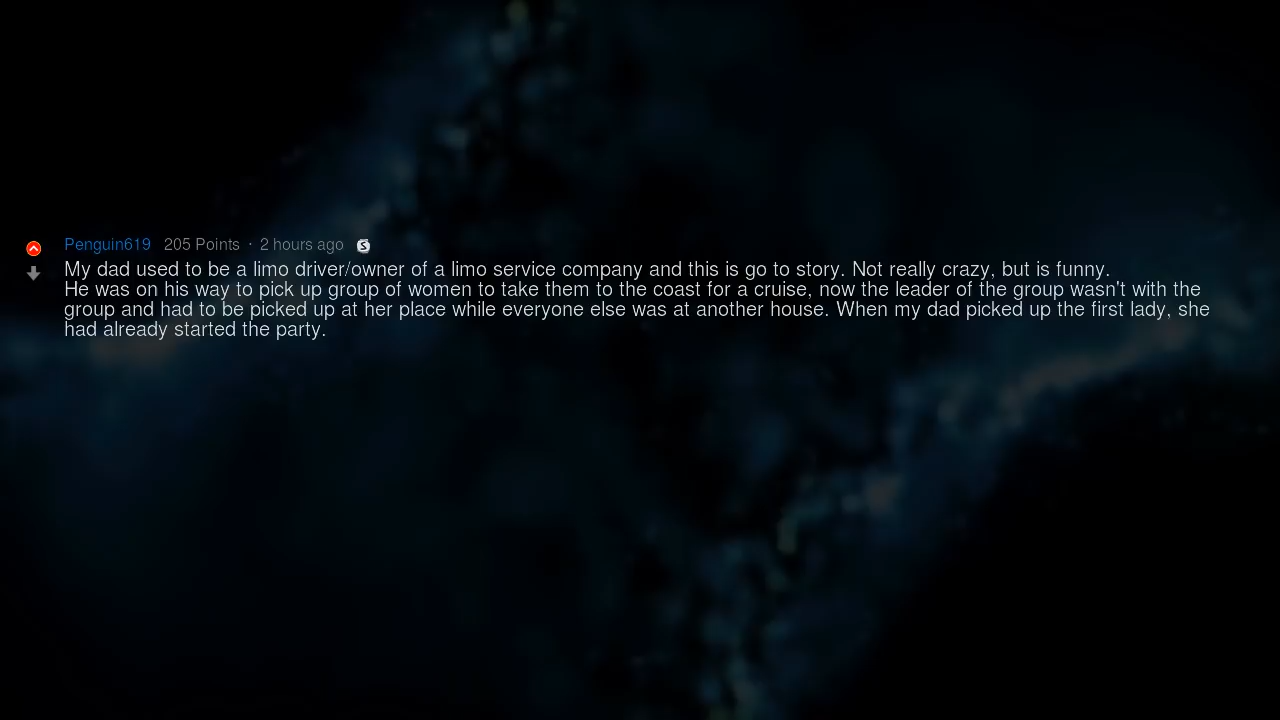 Penguin619 205 Points · 2 hours ago
My dad used to be a limo driver/owner of a limo service company and this is go to story. Not really crazy, but is funny.
He was on his way to pick up group of women to take them to the coast for a cruise, now the leader of the group wasn't with the
group and had to be picked up at her place while everyone else was at another house. When my dad picked up the first lady, she
had already started the party.